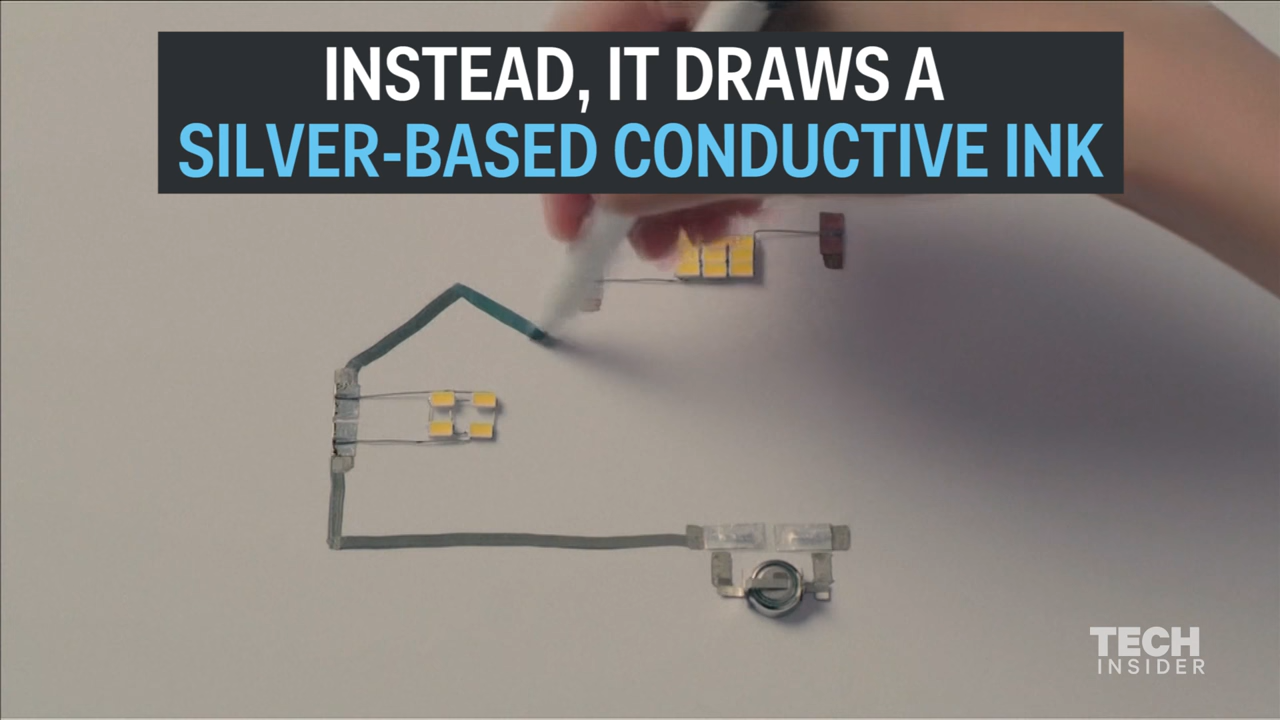 INSTEAD, IT DRAWS A
SILVER-BASED CONDUCTIVE INK
TECH
INSIDER